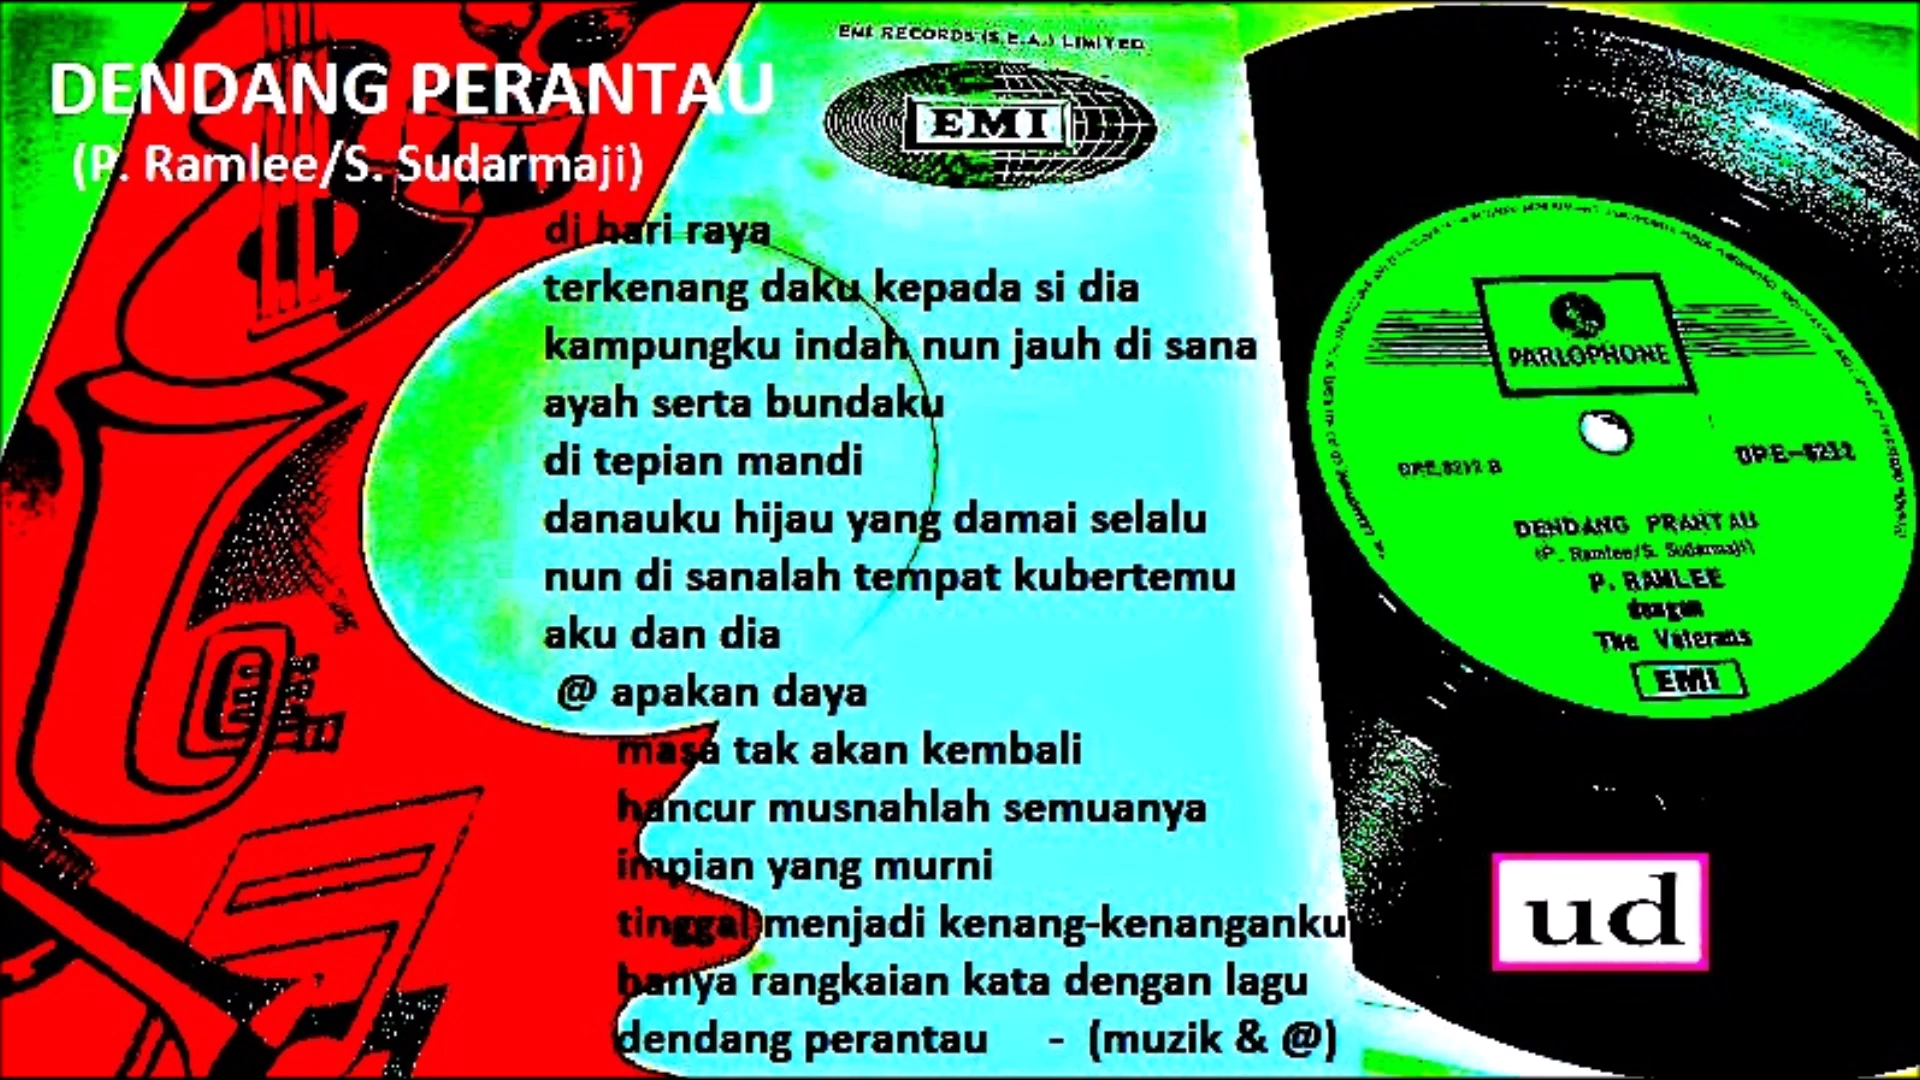 DENDANG PERANTAU
(P. Ramlee/S. Sudarmaji)
EMI RECORDS (S.E.A.) LIMITED
EMI
di hari raya
terkenang daku kepada si dia
kampungku indah nun jauh di sana
ayah serta bundaku
di tepian mandi
danauku hijau yang damai selalu
nun di sanalah tempat kubertemu
aku dan dia
@ apakan daya
masa tak akan kembali
hancur musnahlah semuanya
impian yang murni
tinggal menjadi kenang-kenanganku
hanya rangkaian kata dengan lagu
dendang perantau - (muzik & @)
PARLOPHONE
DENDANG PRANTAU
(P. Ramlee/S. Sudarmaji)
P. RAMLEE
dengan
The Veterans
EMI
ud